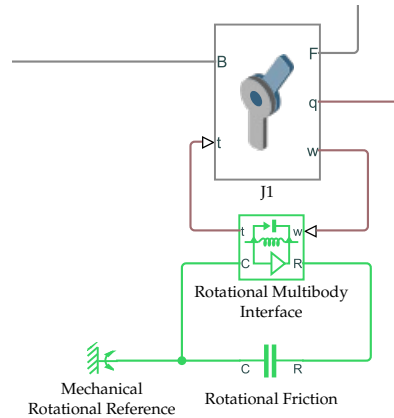 B
F
q
t
w
J1
t
w
C
R
Rotational Multibody
Interface
C
R
Mechanical
Rotational Reference
Rotational Friction